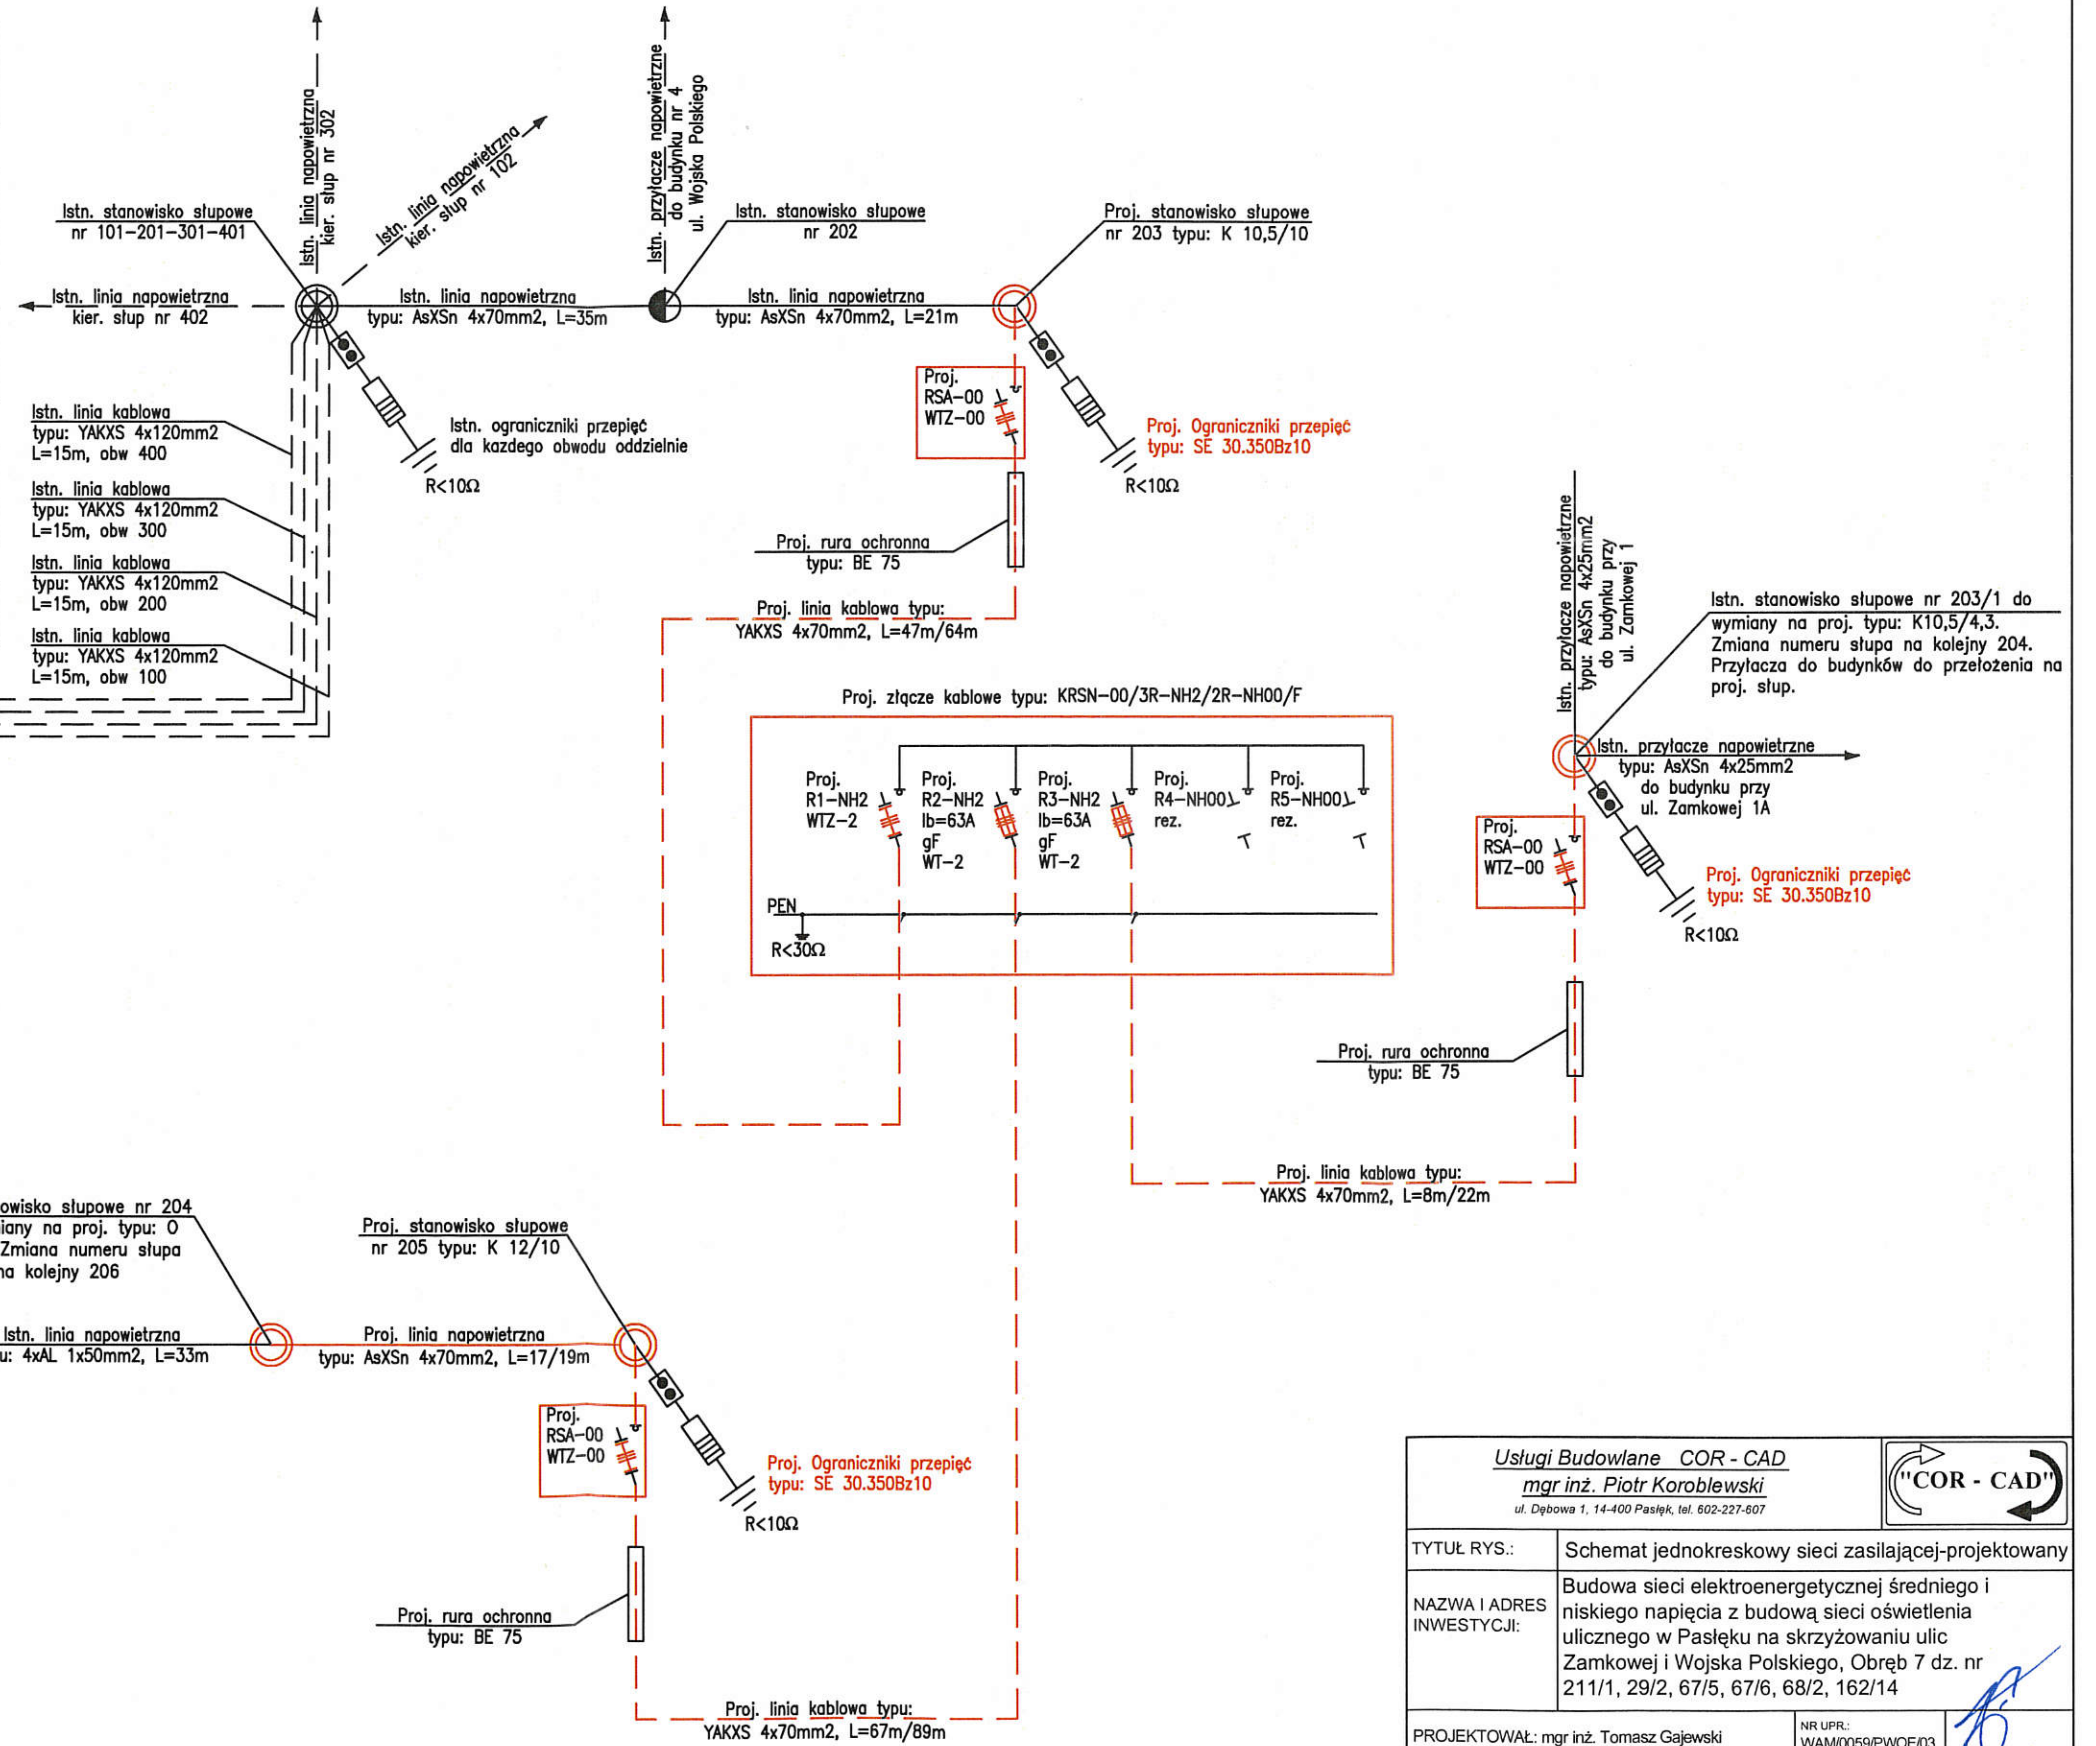 Istn. linia napowietrzna
kier. słup nr 302
Istn. linia napowietrzna
kier. słup nr 102
Istn. przyłacze napowietrzne
do budynku nr 4
ul. Wojska Polskiego
Istn. stanowisko słupowe
nr 101-201-301-401
Istn. stanowisko słupowe
nr 202
Proj. stanowisko słupowe
nr 203 typu: K 10,5/10
Istn. linia napowietrzna
kier. słup nr 402
Istn. linia napowietrzna
typu: AsXSn 4x70mm2, L=35m
Istn. linia napowietrzna
typu: AsXSn 4x70mm2, L=21m
Proj.
RSA-00
WTZ-00
Istn. linia kablowa
typu: YAKXS 4x120mm2
L=15m, obw 400
Istn. linia kablowa
typu: YAKXS 4x120mm2
L=15m, obw 300
Istn. linia kablowa
typu: YAKXS 4x120mm2
L=15m, obw 200
Istn. linia kablowa
typu: YAKXS 4x120mm2
L=15m, obw 100
Istn. ograniczniki przepięć
dla kazdego obwodu oddzielnie
R<10Ω
Proj. Ograniczniki przepięć
typu: SE 30.350Bz10
R<10Ω
Proj. rura ochronna
typu: BE 75
Proj. linia kablowa typu:
YAKXS 4x70mm2, L=47m/64m
Istn. przyłacze napowietrzne
typu: AsXSn 4x25mm2
do budynku przy
ul. Zamkowej 1
Istn. stanowisko słupowe nr 203/1 do
wymiany na proj. typu: K10,5/4,3.
Zmiana numeru słupa na kolejny 204.
Przyłacza do budynków do przełożenia na
proj. słup.
Proj. złącze kablowe typu: KRSN-00/3R-NH2/2R-NH00/F
Proj.
R1-NH2
WTZ-2
Proj.
R2-NH2
Ib=63A
gF
WT-2
Proj.
R3-NH2
Ib=63A
gF
WT-2
Proj.
R4-NH00
rez.
Proj.
R5-NH00
rez.
PEN
R<30Ω
Istn. przyłacze napowietrzne
typu: AsXSn 4x25mm2
do budynku przy
ul. Zamkowej 1A
Proj.
RSA-00
WTZ-00
Proj. Ograniczniki przepięć
typu: SE 30.350Bz10
R<10Ω
Proj. rura ochronna
typu: BE 75
Proj. linia kablowa typu:
YAKXS 4x70mm2, L=8m/22m
owisko słupowe nr 204
iany na proj. typu: O
Zmiana numeru słupa
na kolejny 206
Proj. stanowisko słupowe
nr 205 typu: K 12/10
Istn. linia napowietrzna
u: 4xAL 1x50mm2, L=33m
Proj. linia napowietrzna
typu: AsXSn 4x70mm2, L=17/19m
Proj.
RSA-00
WTZ-00
Proj. Ograniczniki przepięć
typu: SE 30.350Bz10
R<10Ω
Proj. rura ochronna
typu: BE 75
Proj. linia kablowa typu:
YAKXS 4x70mm2, L=67m/89m
Usługi Budowlane COR - CAD
mgr inż. Piotr Koroblewski
ul. Dębowa 1, 14-400 Pasłęk, tel. 602-227-607
"COR - CAD"
TYTUŁ RYS.: Schemat jednokreskowy sieci zasilającej-projektowany
NAZWA I ADRES
INWESTYCJI:
Budowa sieci elektroenergetycznej średniego i
niskiego napięcia z budową sieci oświetlenia
ulicznego w Pasłęku na skrzyżowaniu ulic
Zamkowej i Wojska Polskiego, Obręb 7 dz. nr
211/1, 29/2, 67/5, 67/6, 68/2, 162/14
PROJEKTOWAŁ: mgr inż. Tomasz Gajewski
NR UPR.:
WAM/0059/PWOE/03